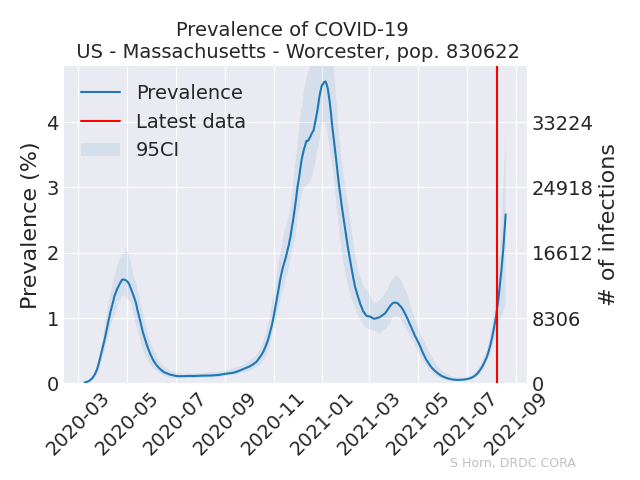 Prevalence of COVID-19
US - Massachusetts - Worcester, pop. 830622
Prevalence
Latest data
95CI
Prevalence (%)
4
3
2
1
0
33224
24918
16612
8306
0
# of infections
2020-03
2020-05
2020-07
2020-09
2020-11
2021-01
2021-03
2021-05
2021-07
2021-09
S Horn, DRDC CORA